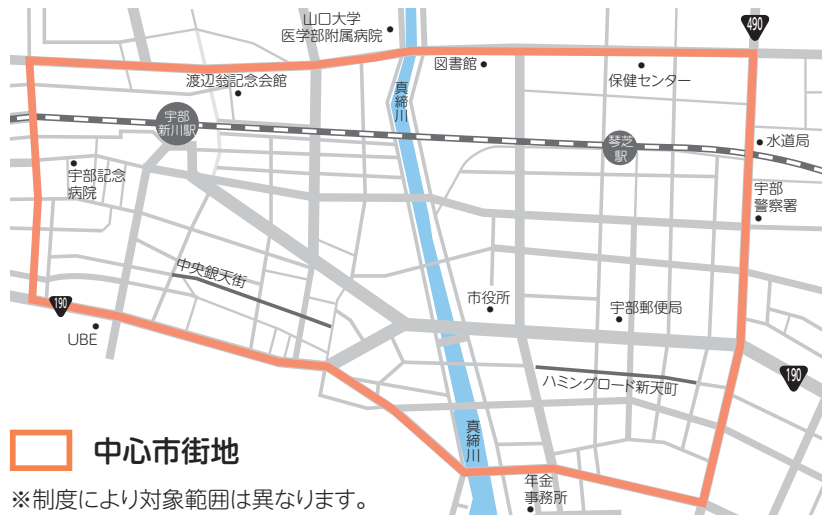 山口大学
医学部附属病院
490
図書館
保健センター
渡辺翁記念会館
真締川
宇部
新川駅
琴芝
駅
水道局
宇部記念
病院
宇部
警察署
中央銀天街
市役所
宇部郵便局
190
UBE
190
ハミングロード新天町
真締川
中心市街地
年金
事務所
※制度により対象範囲は異なります。